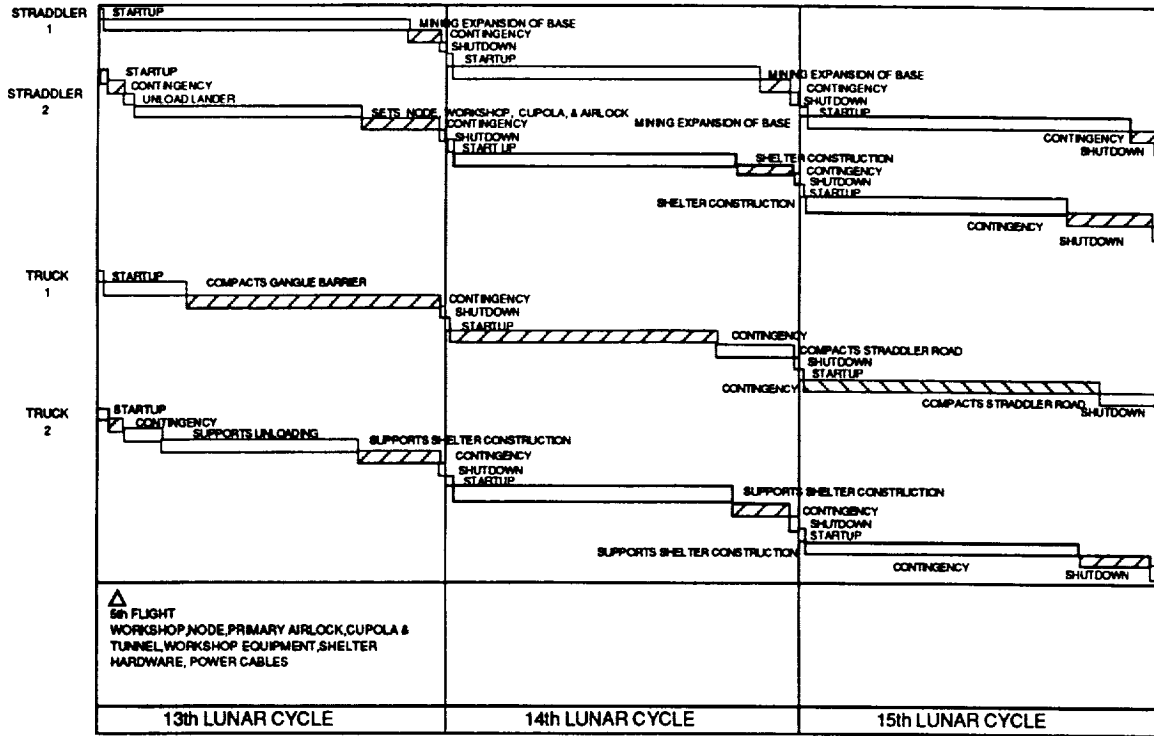 STRADDLER
1
STARTUP
MINING EXPANSION OF BASE
CONTINGENCY
SHUTDOWN
STARTUP
MINING EXPANSION OF BASE
CONTINGENCY
SHUTDOWN
STARTUP
MINING EXPANSION OF BASE
CONTINGENCY
SHUTDOWN
STRADDLER
2
STARTUP
CONTINGENCY
UNLOAD LANDER
SETS NODE, WORKSHOP, CUPOLA, & AIRLOCK
CONTINGENCY
SHUTDOWN
START UP
SHELTER CONSTRUCTION
CONTINGENCY
SHUTDOWN
STARTUP
SHELTER CONSTRUCTION
CONTINGENCY
SHUTDOWN
TRUCK
1
STARTUP
COMPACTS GANGUE BARRIER
CONTINGENCY
SHUTDOWN
STARTUP
CONTINGENCY
COMPACTS STRADDLER ROAD
SHUTDOWN
STARTUP
CONTINGENCY
COMPACTS STRADDLER ROAD
SHUTDOWN
TRUCK
2
STARTUP
CONTINGENCY
SUPPORTS UNLOADING
SUPPORTS SHELTER CONSTRUCTION
CONTINGENCY
SHUTDOWN
STARTUP
SUPPORTS SHELTER CONSTRUCTION
CONTINGENCY
SHUTDOWN
STARTUP
SUPPORTS SHELTER CONSTRUCTION
CONTINGENCY
SHUTDOWN
5th FLIGHT
WORKSHOP,NODE,PRIMARY AIRLOCK,CUPOLA &
TUNNEL,WORKSHOP EQUIPMENT,SHELTER
HARDWARE, POWER CABLES
13th LUNAR CYCLE
14th LUNAR CYCLE
15th LUNAR CYCLE